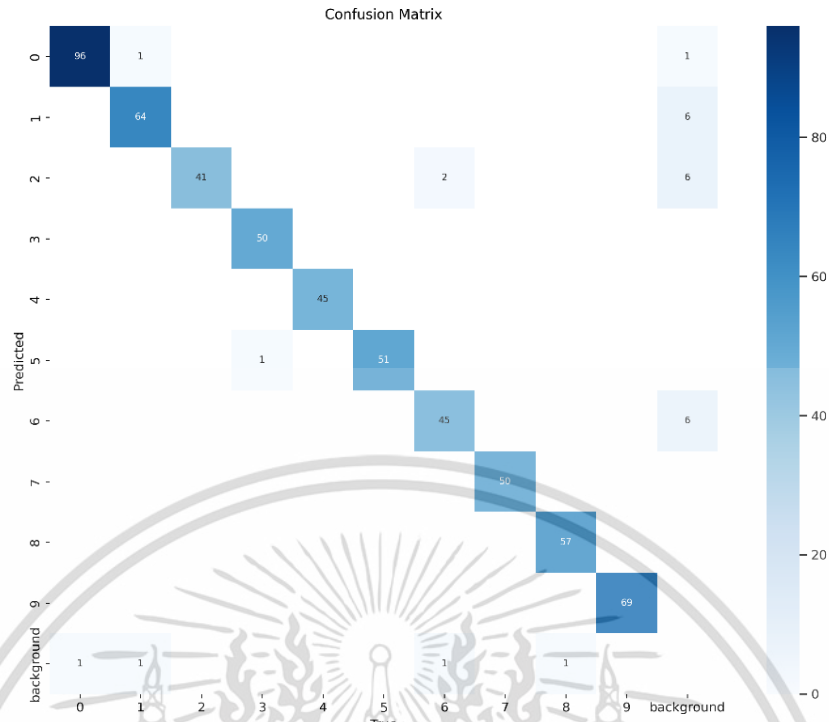 Confusion Matrix
0 96 1 1
1 64 6
2 41 2 6
3 50
4 45
5 1 51
6 45 6
7 50
8 57
9 69
background 1 1 1 1
0 1 2 3 4 5 6 7 8 9 background
True
Predicted
80
60
40
20
0